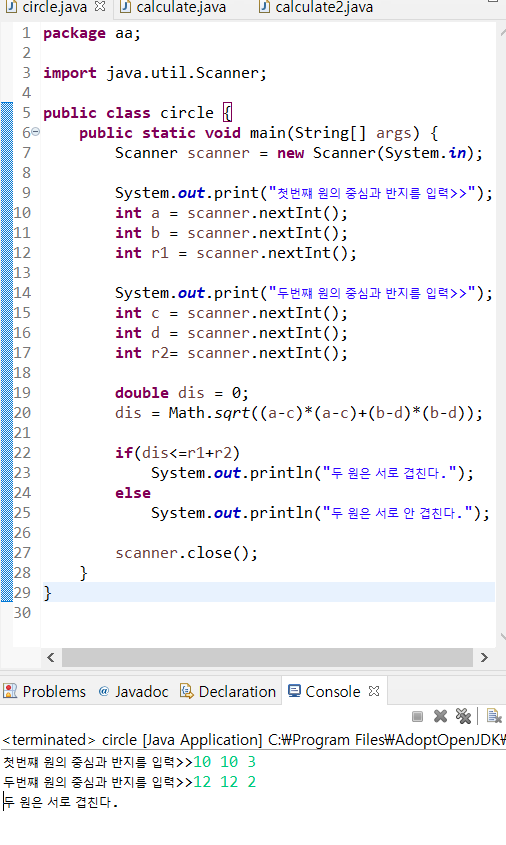 circle.java calculate.java calculate2.java
1 package aa;
2
3 import java.util.Scanner;
4
5 public class circle {
6 public static void main(String[] args) {
7 Scanner scanner = new Scanner(System.in);
8
9 System.out.print("첫번쨰 원의 중심과 반지름 입력>>");
10 int a = scanner.nextInt();
11 int b = scanner.nextInt();
12 int r1 = scanner.nextInt();
13
14 System.out.print("두번쨰 원의 중심과 반지름 입력>>");
15 int c = scanner.nextInt();
16 int d = scanner.nextInt();
17 int r2= scanner.nextInt();
18
19 double dis = 0;
20 dis = Math.sqrt((a-c)*(a-c)+(b-d)*(b-d));
21
22 if(dis<=r1+r2)
23 System.out.println("두 원은 서로 겹친다.");
24 else
25 System.out.println("두 원은 서로 안 겹친다.");
26
27 scanner.close();
28 }
29 }
30
Problems @ Javadoc Declaration Console
<terminated> circle [Java Application] C:₩Program Files₩AdoptOpenJDK₩
첫번쨰 원의 중심과 반지름 입력>>10 10 3
두번쨰 원의 중심과 반지름 입력>>12 12 2
두 원은 서로 겹친다.